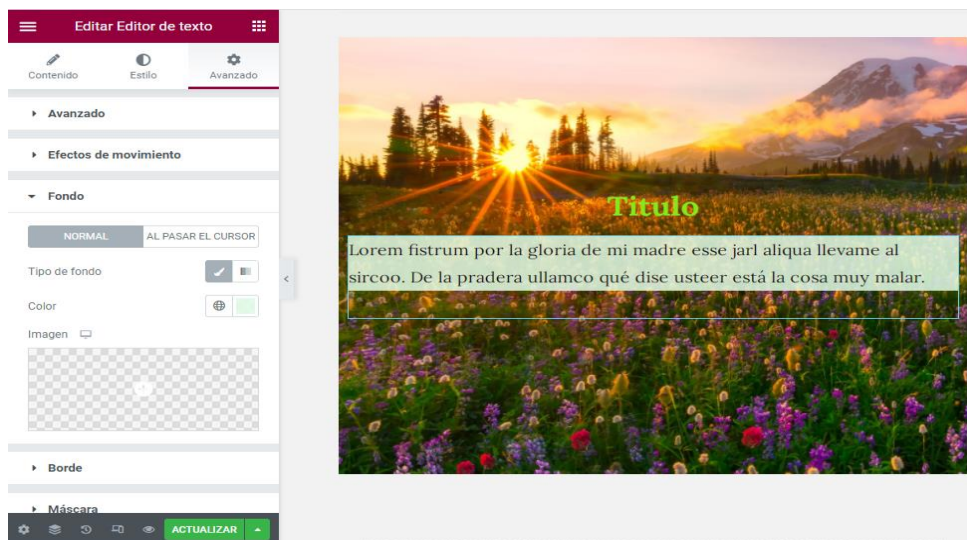 Editar Editor de texto
Contenido
Estilo
Avanzado
Avanzado
Efectos de movimiento
Fondo
NORMAL
AL PASAR EL CURSOR
Tipo de fondo
Color
Imagen
Borde
Máscara
ACTUALIZAR
Titulo
Lorem fistrum por la gloria de mi madre esse jarl aliqua llevame al
sircoo. De la pradera ullamco qué dise usteer está la cosa muy malar.